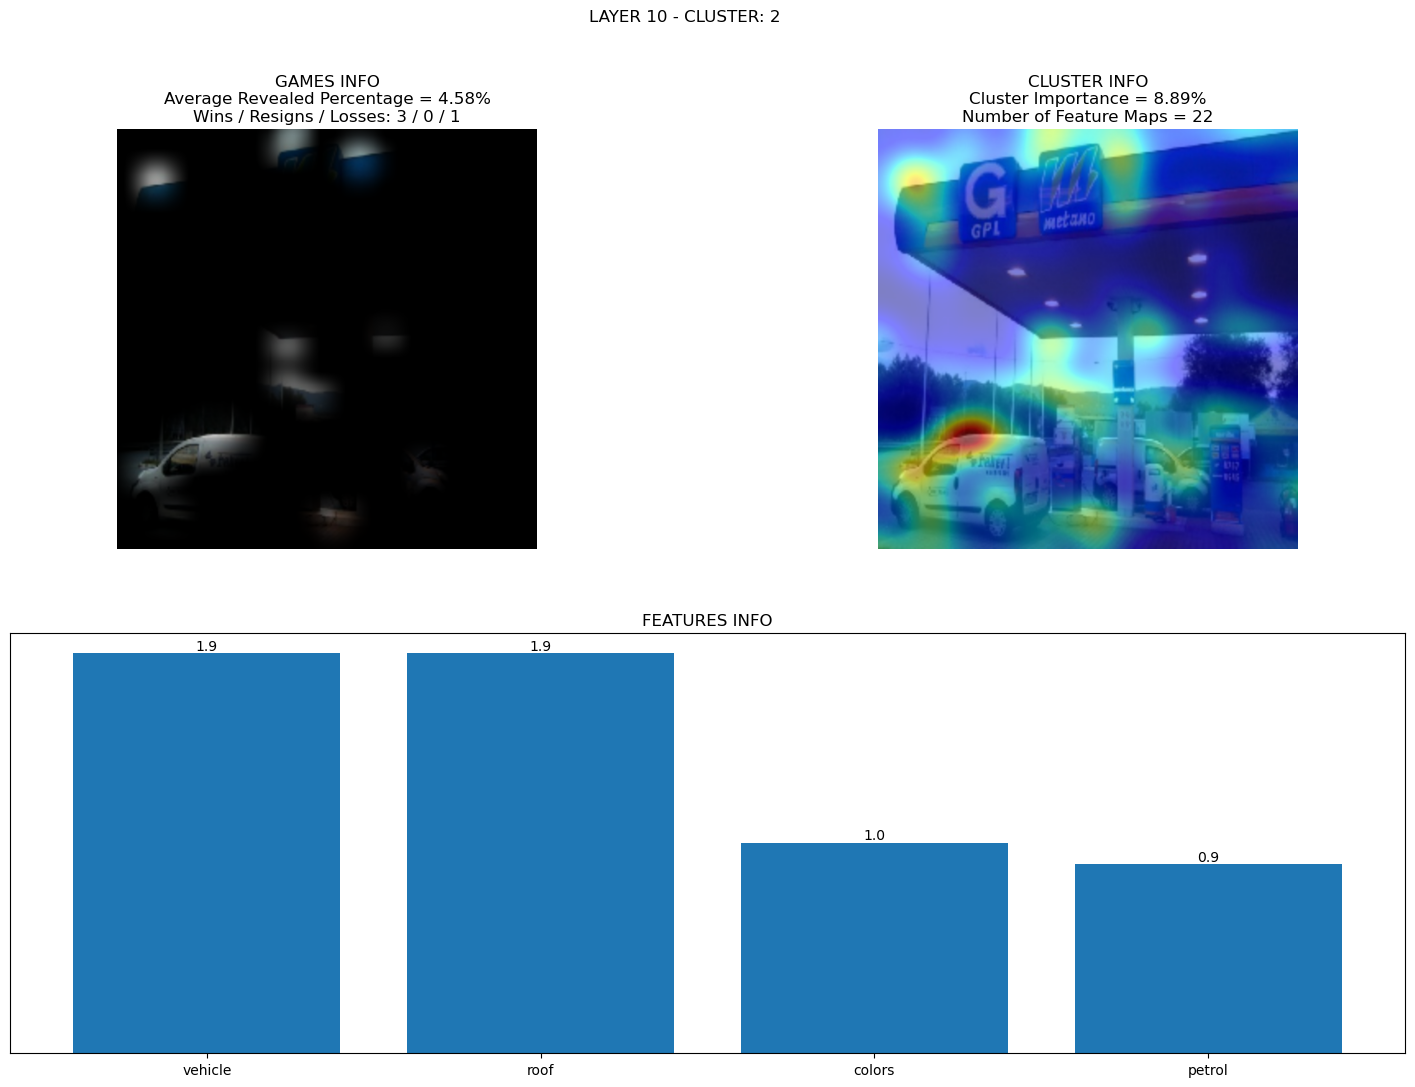 LAYER 10 - CLUSTER: 2
GAMES INFO
Average Revealed Percentage = 4.58%
Wins / Resigns / Losses: 3 / 0 / 1
CLUSTER INFO
Cluster Importance = 8.89%
Number of Feature Maps = 22
G
GPL
metano
FEATURES INFO
1.9
1.9
1.0
0.9
vehicle
roof
colors
petrol